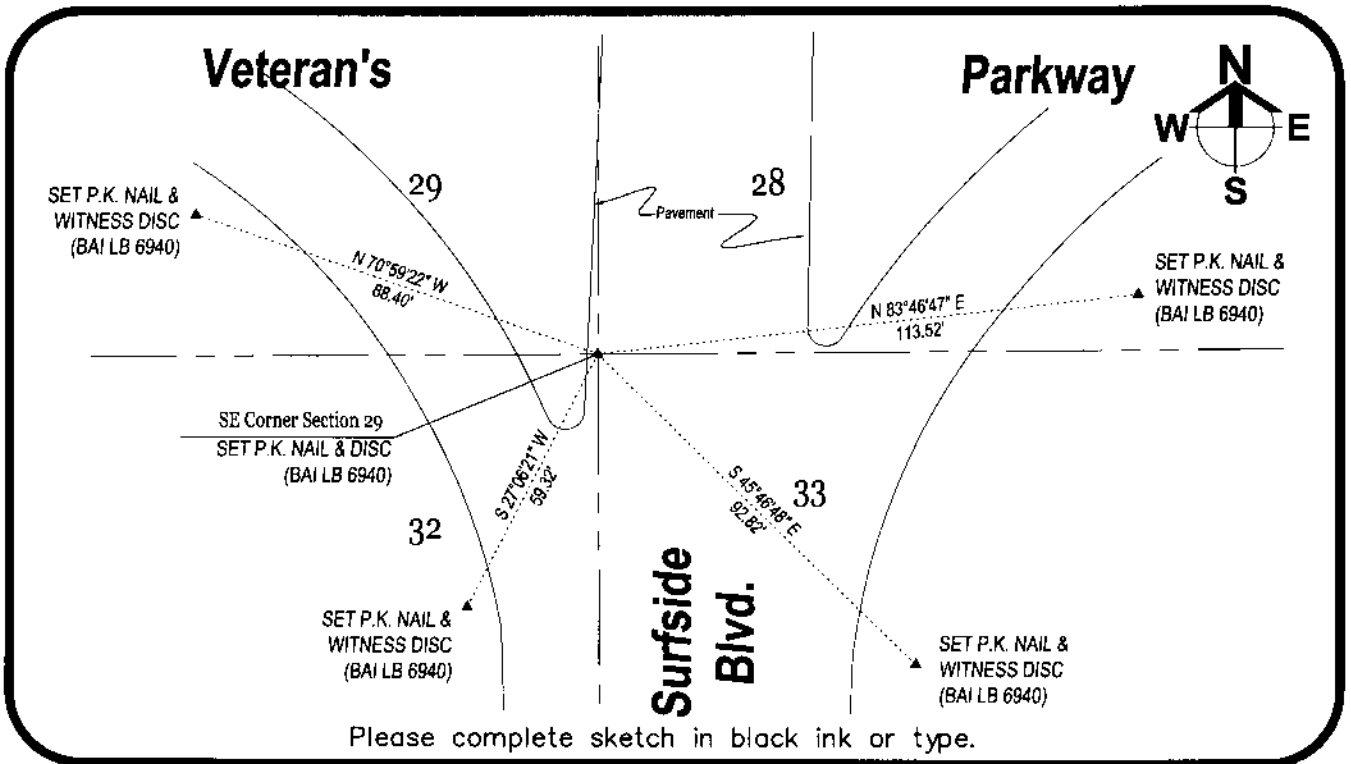 Veteran's
Parkway
N
W E
S
29
28
SET P.K. NAIL &
WITNESS DISC
(BAI LB 6940)
Pavement
N 70°59'22" W
88.40'
SET P.K. NAIL &
WITNESS DISC
(BAI LB 6940)
N 83°46'47" E
113.52'
SE Corner Section 29
SET P.K. NAIL & DISC
(BAI LB 6940)
S 27°06'21" W
59.32'
S 45°46'48" E
92.82'
33
32
Surfside
Blvd.
SET P.K. NAIL &
WITNESS DISC
(BAI LB 6940)
SET P.K. NAIL &
WITNESS DISC
(BAI LB 6940)
Please complete sketch in black ink or type.